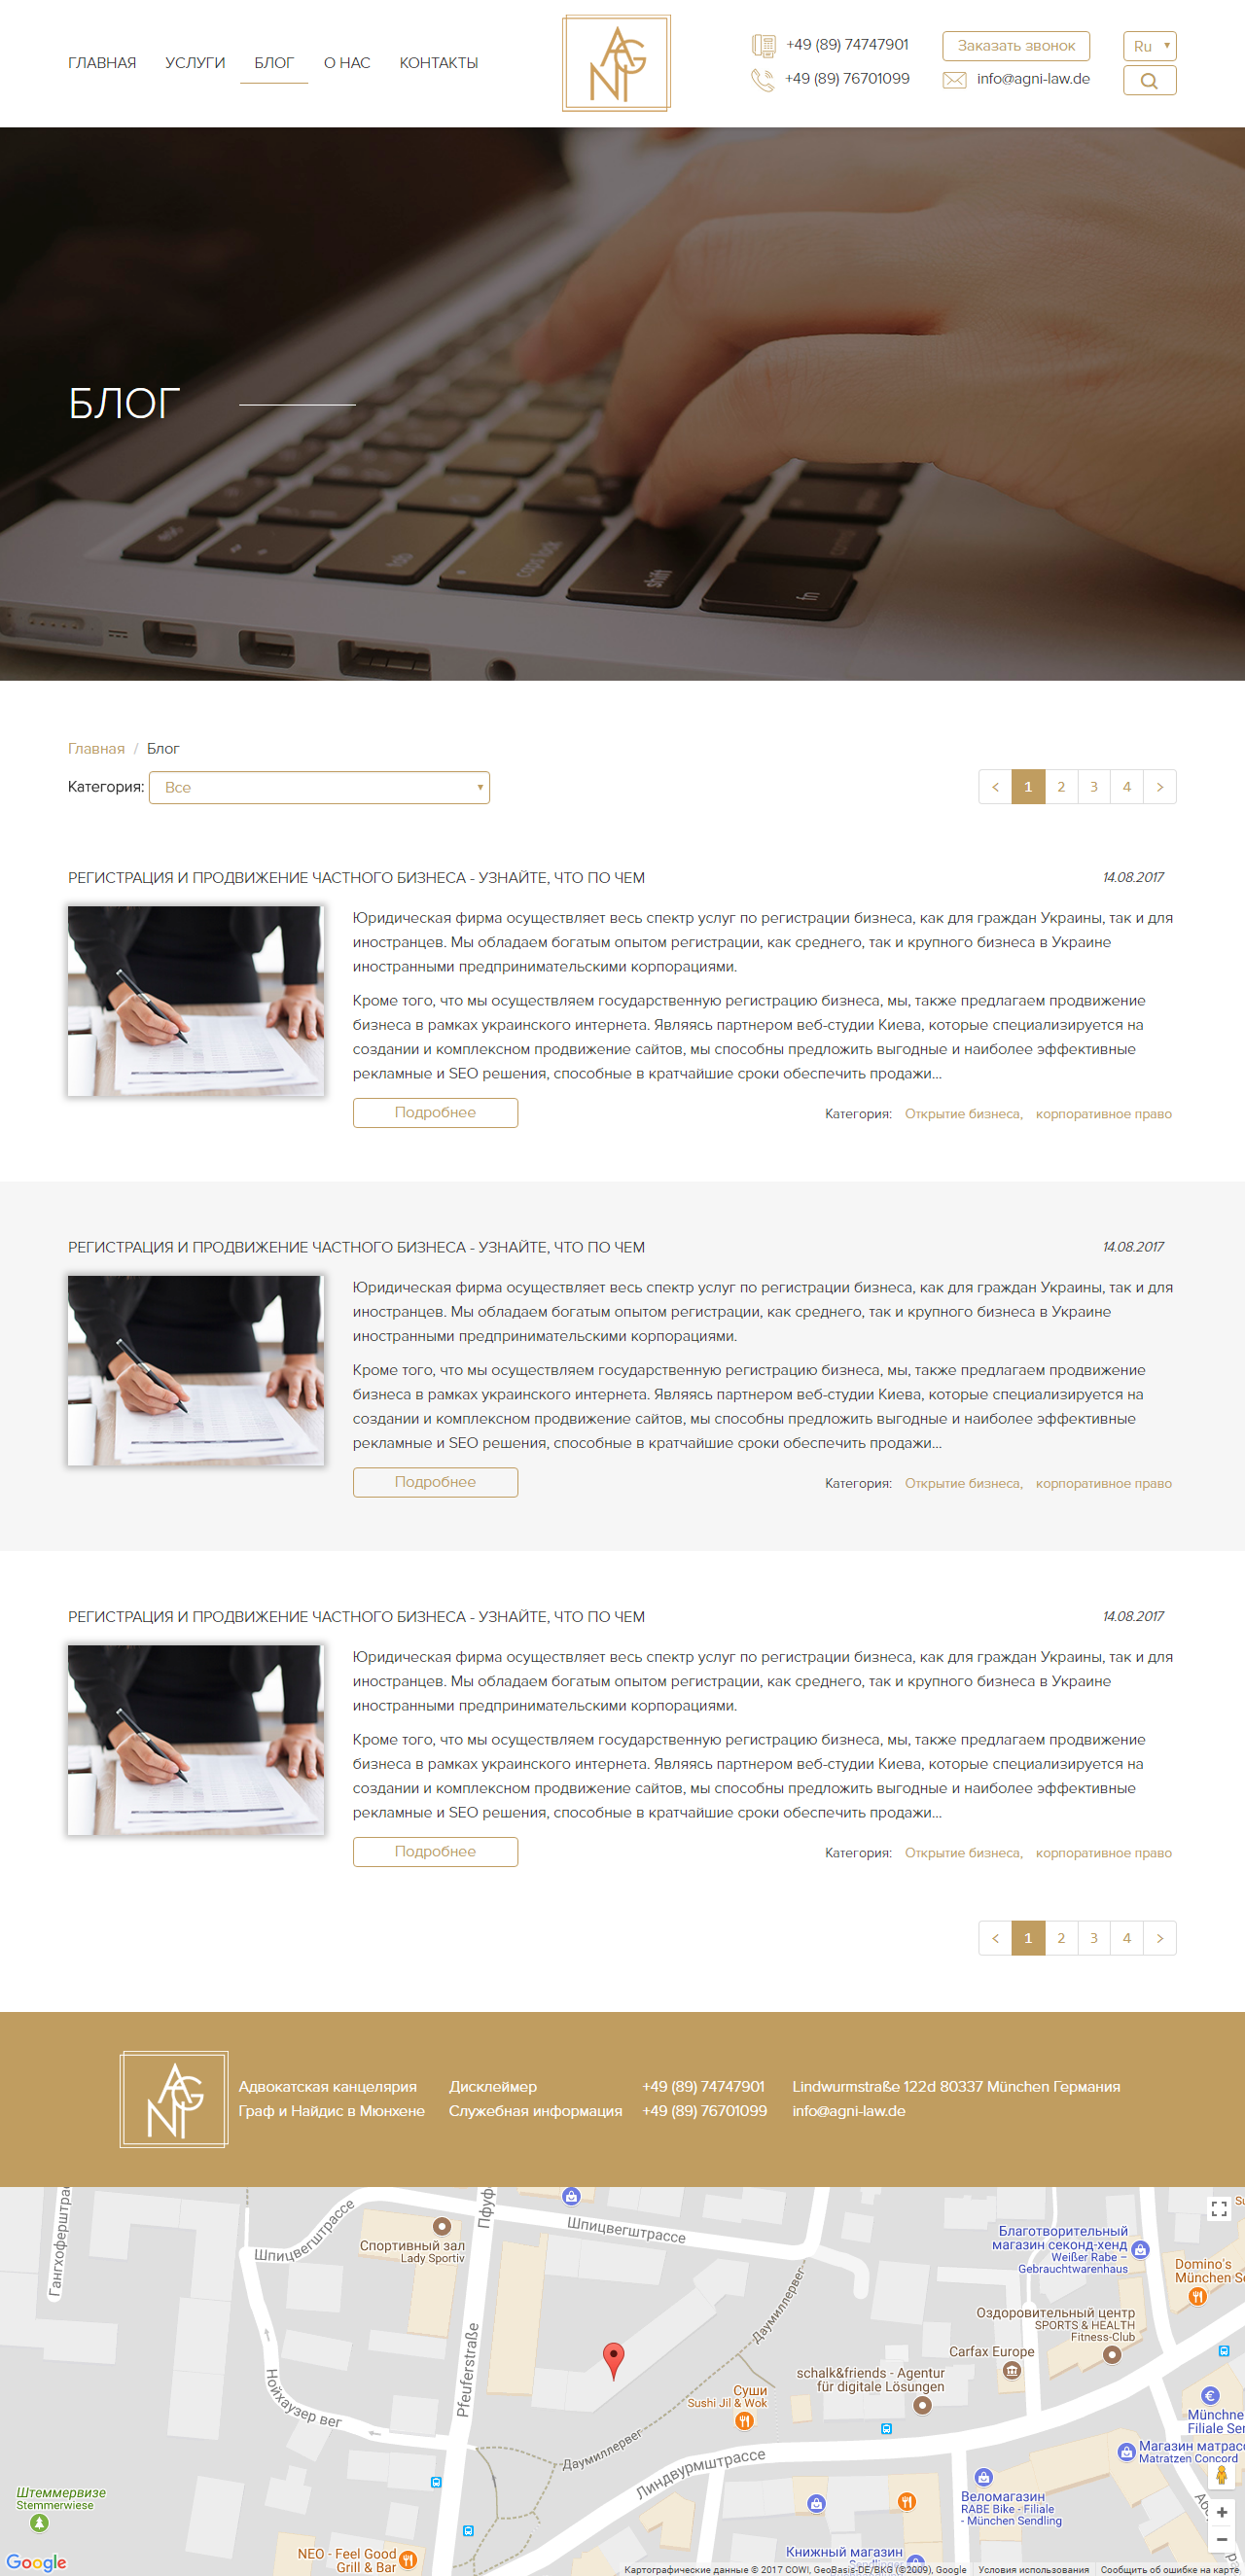 ГЛАВНАЯ УСЛУГИ БЛОГ О НАС КОНТАКТЫ
AGNP
+49 (89) 74747901 Заказать звонок Ru
+49 (89) 76701099 info@agni-law.de
БЛОГ
Главная / Блог
Категория: Все
< 1 2 3 4 >
РЕГИСТРАЦИЯ И ПРОДВИЖЕНИЕ ЧАСТНОГО БИЗНЕСА - УЗНАЙТЕ, ЧТО ПО ЧЕМ 14.08.2017
Юридическая фирма осуществляет весь спектр услуг по регистрации бизнеса, как для граждан Украины, так и для
иностранцев. Мы обладаем богатым опытом регистрации, как среднего, так и крупного бизнеса в Украине
иностранными предпринимательскими корпорациями.
Кроме того, что мы осуществляем государственную регистрацию бизнеса, мы, также предлагаем продвижение
бизнеса в рамках украинского интернета. Являясь партнером веб-студии Киева, которые специализируется на
создании и комплексном продвижение сайтов, мы способны предложить выгодные и наиболее эффективные
рекламные и SEO решения, способные в кратчайшие сроки обеспечить продажи...
Подробнее Категория: Открытие бизнеса, корпоративное право
РЕГИСТРАЦИЯ И ПРОДВИЖЕНИЕ ЧАСТНОГО БИЗНЕСА - УЗНАЙТЕ, ЧТО ПО ЧЕМ 14.08.2017
Юридическая фирма осуществляет весь спектр услуг по регистрации бизнеса, как для граждан Украины, так и для
иностранцев. Мы обладаем богатым опытом регистрации, как среднего, так и крупного бизнеса в Украине
иностранными предпринимательскими корпорациями.
Кроме того, что мы осуществляем государственную регистрацию бизнеса, мы, также предлагаем продвижение
бизнеса в рамках украинского интернета. Являясь партнером веб-студии Киева, которые специализируется на
создании и комплексном продвижение сайтов, мы способны предложить выгодные и наиболее эффективные
рекламные и SEO решения, способные в кратчайшие сроки обеспечить продажи...
Подробнее Категория: Открытие бизнеса, корпоративное право
РЕГИСТРАЦИЯ И ПРОДВИЖЕНИЕ ЧАСТНОГО БИЗНЕСА - УЗНАЙТЕ, ЧТО ПО ЧЕМ 14.08.2017
Юридическая фирма осуществляет весь спектр услуг по регистрации бизнеса, как для граждан Украины, так и для
иностранцев. Мы обладаем богатым опытом регистрации, как среднего, так и крупного бизнеса в Украине
иностранными предпринимательскими корпорациями.
Кроме того, что мы осуществляем государственную регистрацию бизнеса, мы, также предлагаем продвижение
бизнеса в рамках украинского интернета. Являясь партнером веб-студии Киева, которые специализируется на
создании и комплексном продвижение сайтов, мы способны предложить выгодные и наиболее эффективные
рекламные и SEO решения, способные в кратчайшие сроки обеспечить продажи...
Подробнее Категория: Открытие бизнеса, корпоративное право
< 1 2 3 4 >
AGNP
Адвокатская канцелярия Дисклеймер +49 (89) 74747901 Lindwurmstraße 122d 80337 München Германия
Граф и Найдис в Мюнхене Служебная информация +49 (89) 76701099 info@agni-law.de
Шпицвегштрассе
Шпицвегштрассе
Спортивный зал
Lady Sportiv
Благотворительный
магазин секонд-хенд
Weißer Rabe –
Gebrauchtwarenhaus
Domino's
München
Оздоровительный центр
SPORTS & HEALTH
Fitness-Club
Carfax Europe
schalk&friends - Agentur
für digitale Lösungen
Даумиллервег
Pfeuferstraße
Нойхаузер вег
Суши
Sushi Jil & Wok
Даумиллервег
Линдвурмштрассе
Filiale
Магазин
Matratzen Concord
Штеммервизе
Stemmerwiese
Веломагазин
RABE Bike - Filiale
- München Sendling
Книжный магазин
NEO - Feel Good
Grill & Bar
Google
Картографические данные © 2017 COWI, GeoBasis-DE/BKG (©2009), Google Условия использования Сообщить об ошибке на карте